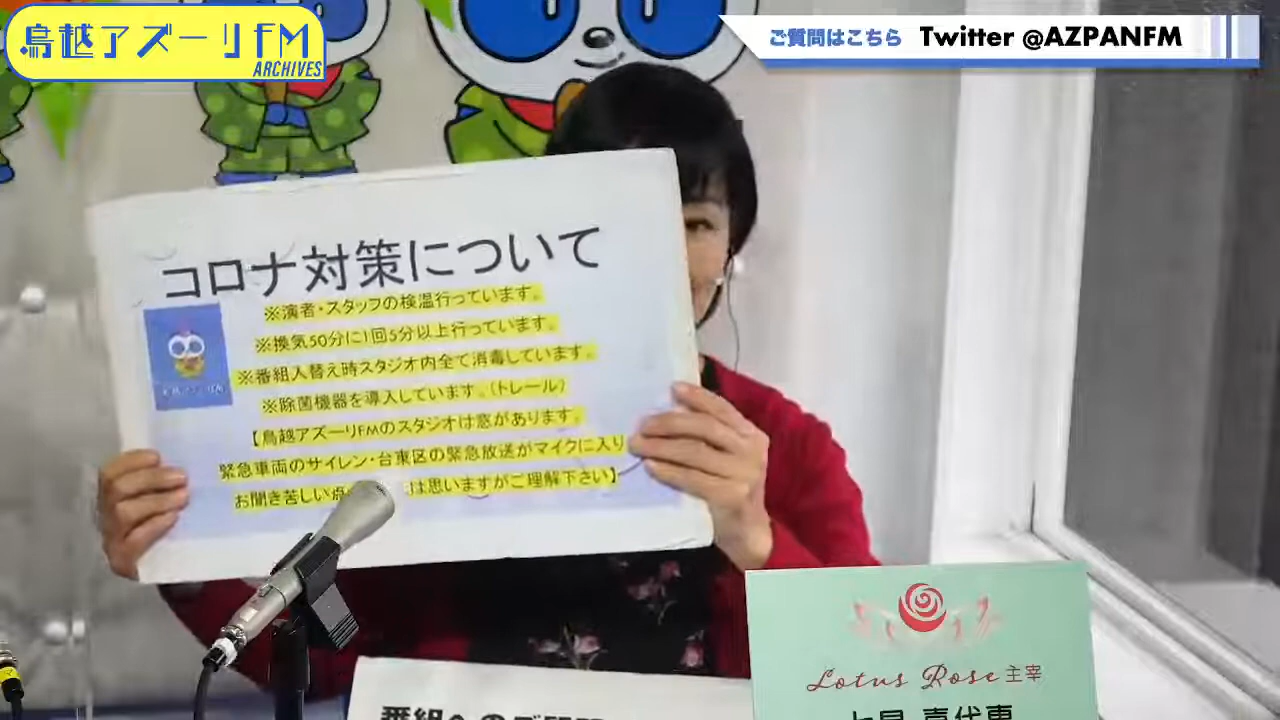 鳥越アズーリFM
ARCHIVES
ご質問はこちら Twitter @AZPANFM
コロナ対策について
※演者・スタッフの検温行っています。
※換気50分に1回5分以上行っています。
※番組入替え時スタジオ内全て消毒しています。
※除菌機器を導入しています。(トレール)
【鳥越アズーリFMのスタジオは窓があります。
緊急車両のサイレン・台東区の緊急放送がマイクに入り
お聞き苦しい は思いますがご理解下さい】
Lotus Rose 主宰
番組へのご質問